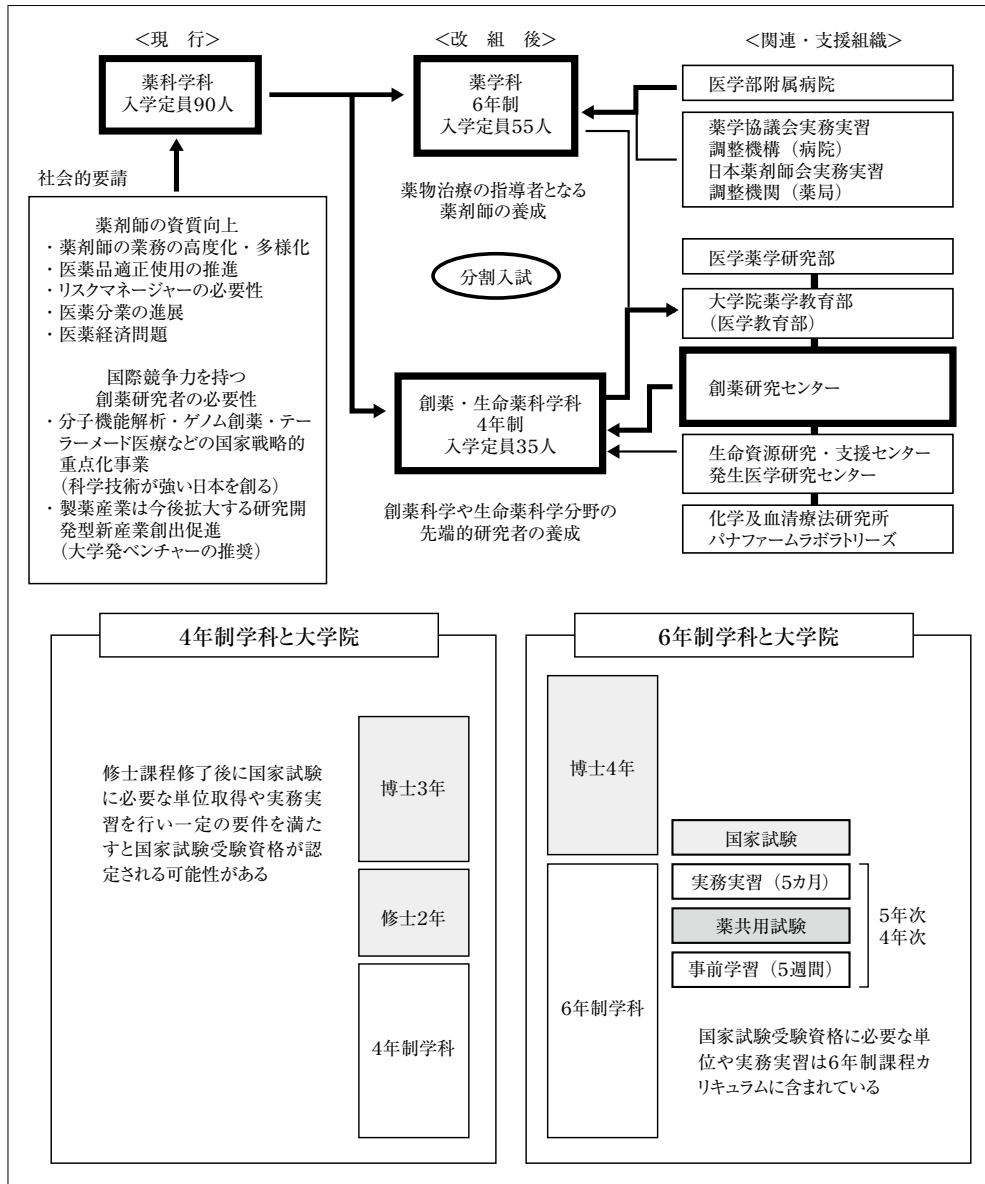 ＜現　行＞
薬科学科
入学定員90人
社会的要請
薬剤師の資質向上
・薬剤師の業務の高度化・多様化
・医薬品適正使用の推進
・リスクマネージャーの必要性
・医薬分業の進展
・医薬経済問題
国際競争力を持つ
創薬研究者の必要性
・分子機能解析・ゲノム創薬・テー
ラーメード医療などの国家戦略的
重点化事業
（科学技術が強い日本を創る）
・製薬産業は今後拡大する研究開
発型新産業創出促進
（大学発ベンチャーの推奨）
＜改　組　後＞
薬学科
6年制
入学定員55人
薬物治療の指導者となる
薬剤師の養成
分割入試
創薬・生命薬科学科
4年制
入学定員35人
創薬科学や生命薬科学分野の
先端的研究者の養成
＜関連・支援組織＞
医学部附属病院
薬学協議会実務実習
調整機構（病院）
日本薬剤師会実務実習
調整機関（薬局）
医学薬学研究部
大学院薬学教育部
（医学教育部）
創薬研究センター
生命資源研究・支援センター
発生医学研究センター
化学及血清療法研究所
パナファームラボラトリーズ
4年制学科と大学院
修士課程修了後に国家試験
に必要な単位取得や実務実
習を行い一定の要件を満た
すと国家試験受験資格が認
定される可能性がある
博士3年
修士2年
4年制学科
6年制学科と大学院
博士4年
6年制学科
国家試験
実務実習（5カ月）
薬共用試験
事前学習（5週間）
5年次
4年次
国家試験受験資格に必要な単
位や実務実習は6年制課程カ
リキュラムに含まれている